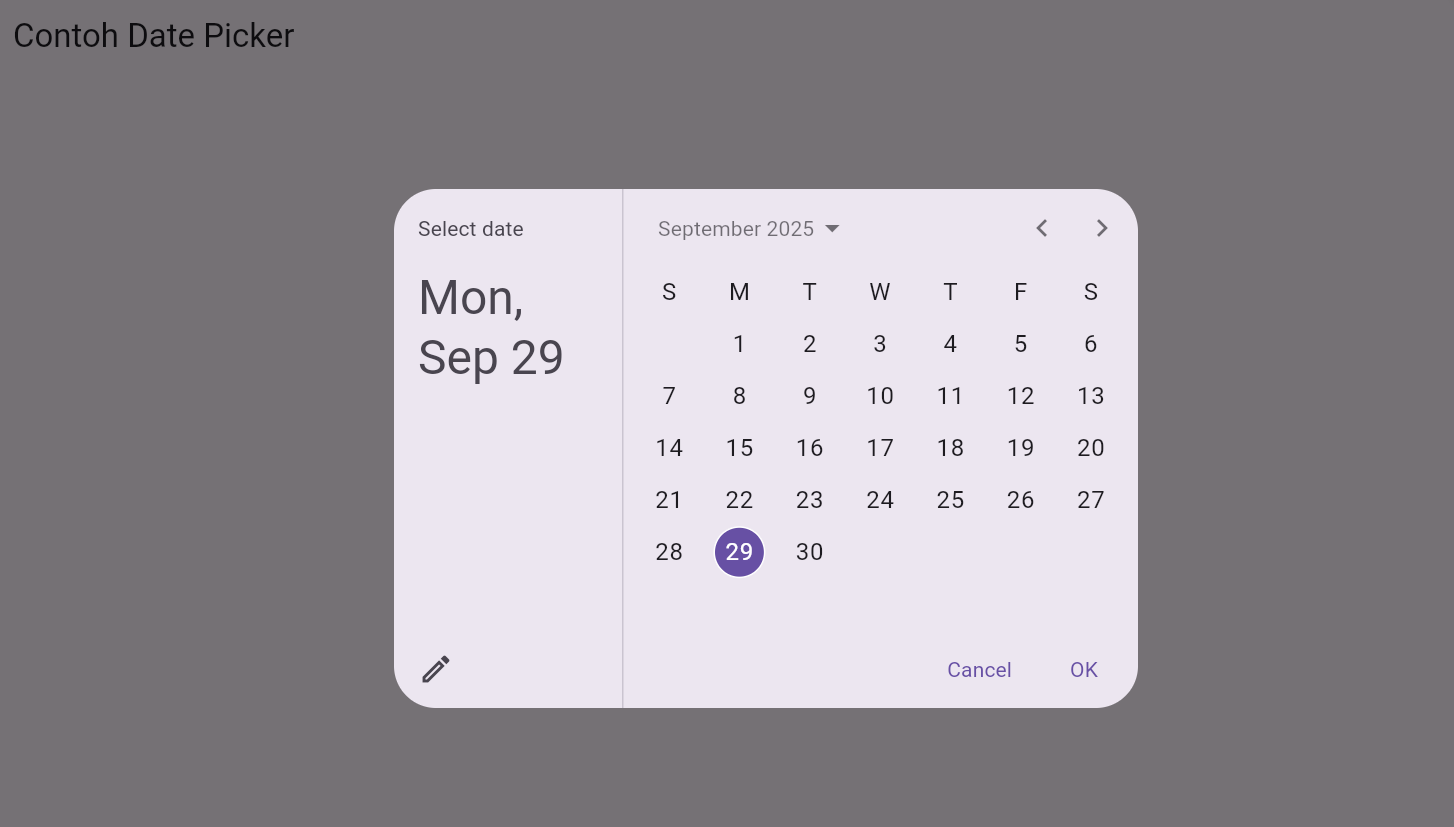 Contoh Date Picker
Select date
Mon,
Sep 29
September 2025
S M T W T F S
1 2 3 4 5 6
7 8 9 10 11 12 13
14 15 16 17 18 19 20
21 22 23 24 25 26 27
28 29 30
Cancel OK